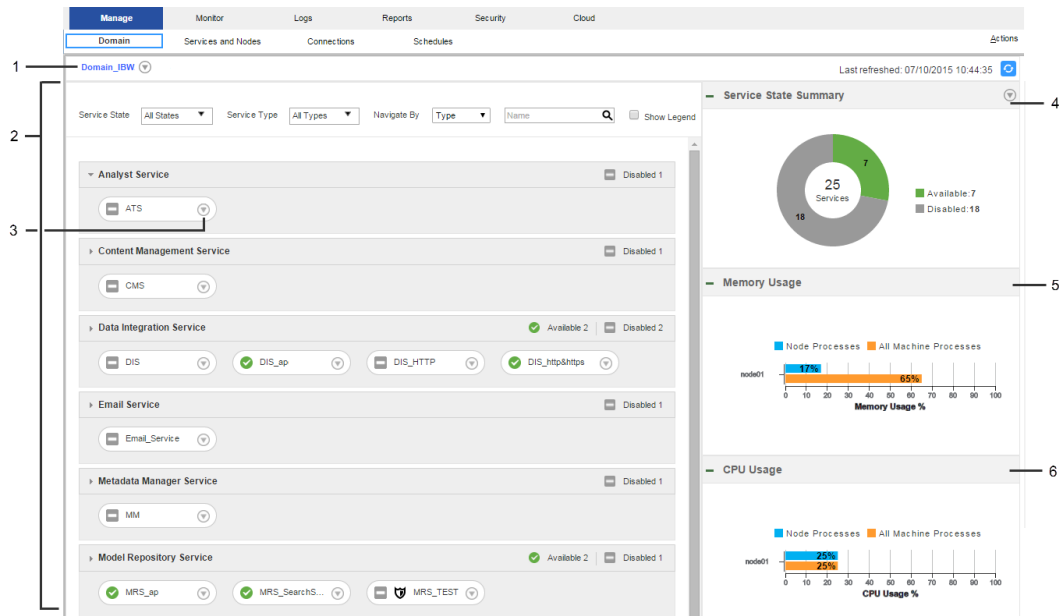 Manage Monitor Logs Reports Security Cloud
Domain Services and Nodes Connections Schedules Actions
1 Domain_IBW Last refreshed: 07/10/2015 10:44:35
2
Service State All States Service Type All Types Navigate By Type Name Show Legend
Analyst Service Disabled 1
3 ATS
Content Management Service Disabled 1
CMS
Data Integration Service Available 2 Disabled 2
DIS DIS_ap DIS_HTTP DIS_http&https
Email Service Disabled 1
Email_Service
Metadata Manager Service Disabled 1
MM
Model Repository Service Available 2 Disabled 1
MRS_ap MRS_SearchS... MRS_TEST
Service State Summary 4
7
25
Services
18
Available:7
Disabled:18
Memory Usage 5
Node Processes All Machine Processes
node01 17%
65%
0 10 20 30 40 50 60 70 80 90 100
Memory Usage %
CPU Usage 6
Node Processes All Machine Processes
node01 25%
25%
0 10 20 30 40 50 60 70 80 90 100
CPU Usage %